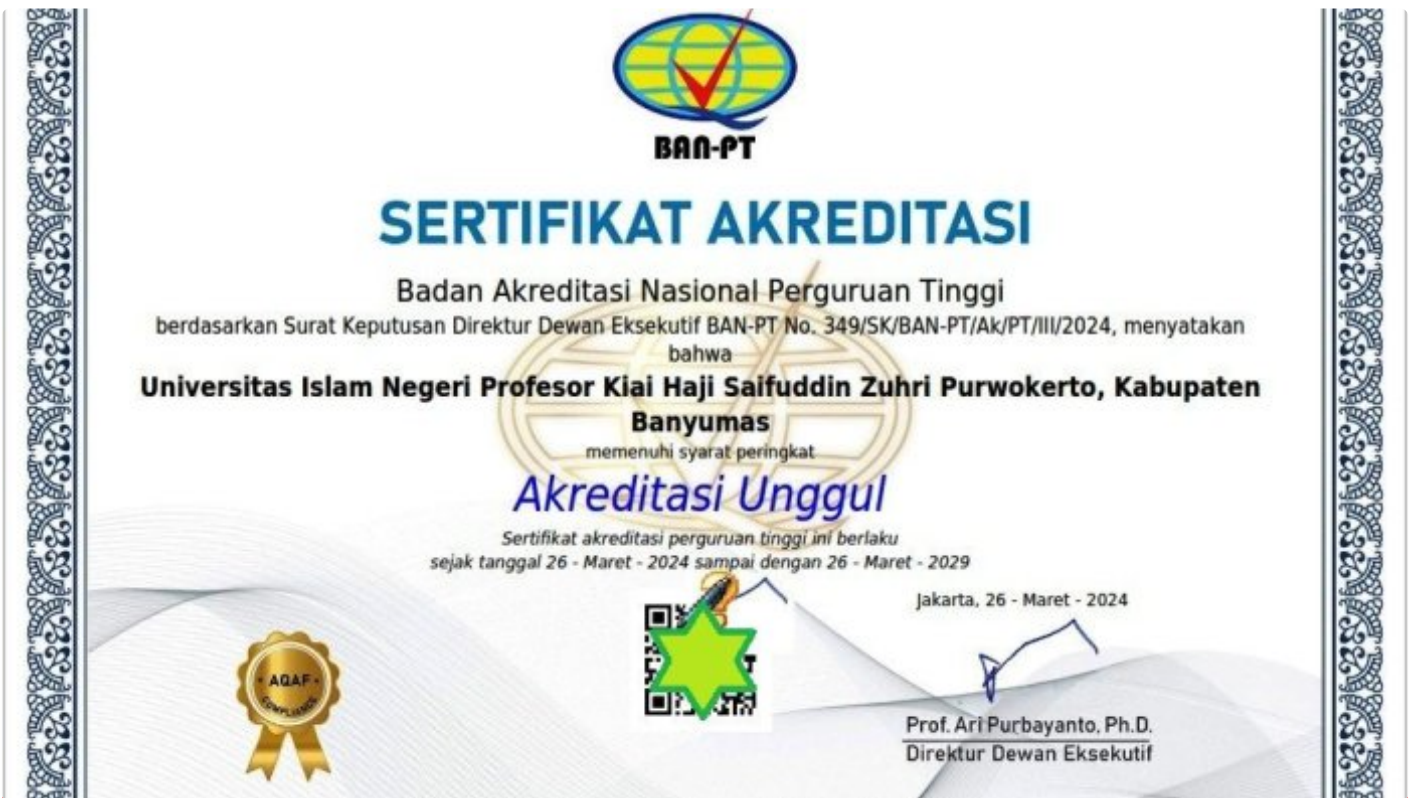 BAN-PT
SERTIFIKAT AKREDITASI
Badan Akreditasi Nasional Perguruan Tinggi
berdasarkan Surat Keputusan Direktur Dewan Eksekutif BAN-PT No. 349/SK/BAN-PT/Ak/PT/III/2024, menyatakan
bahwa
Universitas Islam Negeri Profesor Kiai Haji Saifuddin Zuhri Purwokerto, Kabupaten
Banyumas
memenuhi syarat peringkat
Akreditasi Unggul
Sertifikat akreditasi perguruan tinggi ini berlaku
sejak tanggal 26 - Maret - 2024 sampai dengan 26 - Maret - 2029
Jakarta, 26 - Maret - 2024
AQAF
COMPLIANCE
Prof. Ari Purbayanto, Ph.D.
Direktur Dewan Eksekutif